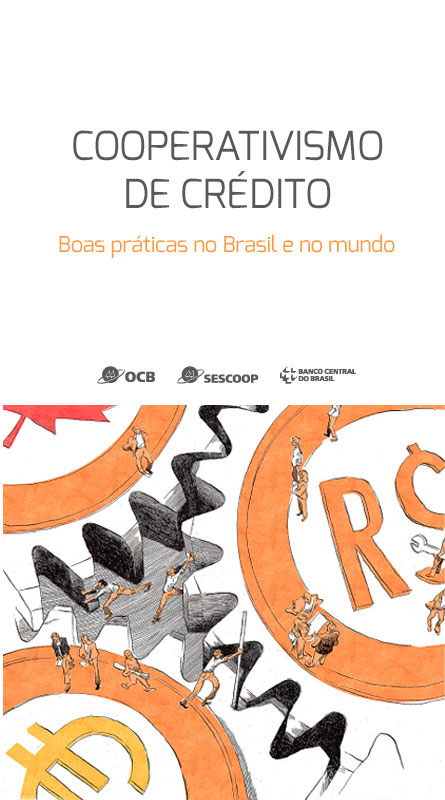 COOPERATIVISMO
DE CRÉDITO
Boas práticas no Brasil e no mundo
OCB
SESCOOP
BANCO CENTRAL
DO BRASIL
R$
€